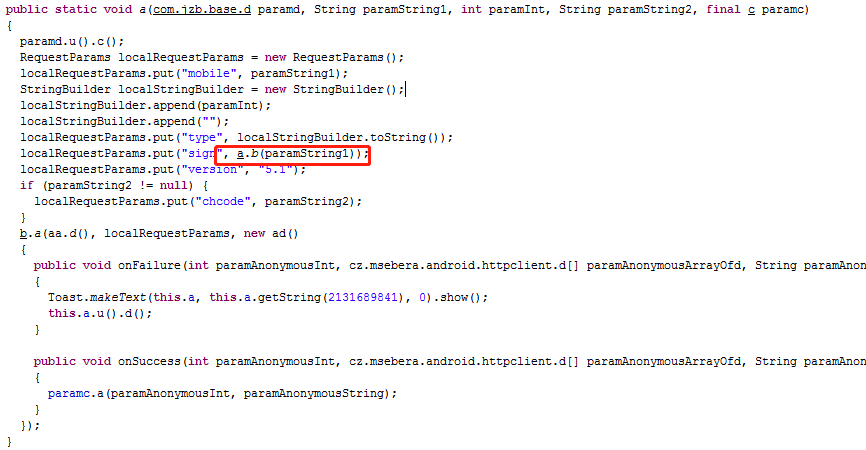 public static void a(com.jzb.base.d paramd, String paramString1, int paramInt, String paramString2, final c paramc)
{
paramd.u().c();
RequestParams localRequestParams = new RequestParams();
localRequestParams.put("mobile", paramString1);
StringBuilder localStringBuilder = new StringBuilder();
localStringBuilder.append(paramInt);
localStringBuilder.append("");
localRequestParams.put("type", localStringBuilder.toString());
localRequestParams.put("sign", a.b(paramString1));
localRequestParams.put("version", "5.1");
if (paramString2 != null) {
localRequestParams.put("chcode", paramString2);
}
b.a(aa.d(), localRequestParams, new ad()
{
public void onFailure(int paramAnonymousInt, cz.msebera.android.httpclient.d[] paramAnonymousArrayOfd, String paramAnon
{
Toast.makeText(this.a, this.a.getString(2131689841), 0).show();
this.a.u().d();
}
public void onSuccess(int paramAnonymousInt, cz.msebera.android.httpclient.d[] paramAnonymousArrayOfd, String paramAnon
{
paramc.a(paramAnonymousInt, paramAnonymousString);
}
});
}